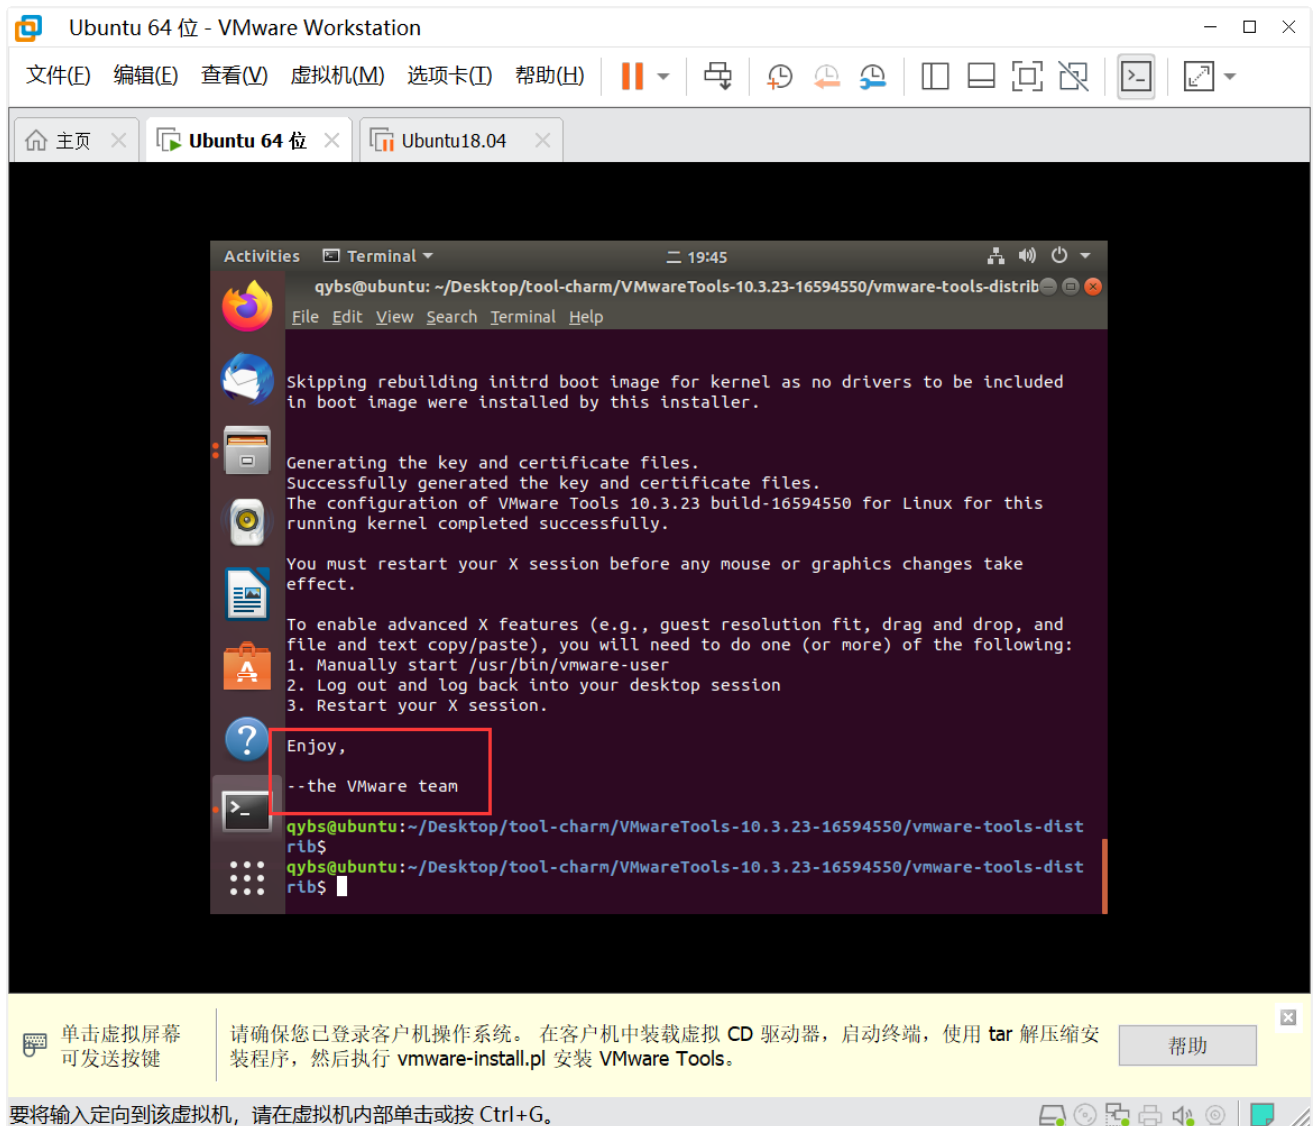 Ubuntu 64 位 - VMware Workstation
文件(F) 编辑(E) 查看(V) 虚拟机(M) 选项卡(T) 帮助(H)
主页 Ubuntu 64 位 Ubuntu18.04
Activities Terminal 二 19:45
qybs@ubuntu: ~/Desktop/tool-charm/VMwareTools-10.3.23-16594550/vmware-tools-distrib
File Edit View Search Terminal Help
Skipping rebuilding initrd boot image for kernel as no drivers to be included
in boot image were installed by this installer.
Generating the key and certificate files.
Successfully generated the key and certificate files.
The configuration of VMware Tools 10.3.23 build-16594550 for Linux for this
running kernel completed successfully.
You must restart your X session before any mouse or graphics changes take
effect.
To enable advanced X features (e.g., guest resolution fit, drag and drop, and
file and text copy/paste), you will need to do one (or more) of the following:
1. Manually start /usr/bin/vmware-user
2. Log out and log back into your desktop session
3. Restart your X session.
Enjoy,
--the VMware team
qybs@ubuntu:~/Desktop/tool-charm/VMwareTools-10.3.23-16594550/vmware-tools-dist
rib$
qybs@ubuntu:~/Desktop/tool-charm/VMwareTools-10.3.23-16594550/vmware-tools-dist
rib$
单击虚拟屏幕
可发送按键
请确保您已登录客户机操作系统。 在客户机中装载虚拟 CD 驱动器，启动终端，使用 tar 解压缩安
装程序，然后执行 vmware-install.pl 安装 VMware Tools。
帮助
要将输入定向到该虚拟机，请在虚拟机内部单击或按 Ctrl+G。